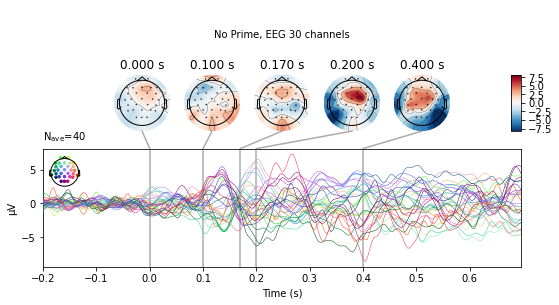 No Prime, EEG 30 channels
0.000 s 0.100 s 0.170 s 0.200 s 0.400 s
7.5
5.0
2.5
0.0
−2.5
−5.0
−7.5
Nave=40
5
0
−5
µV
−0.2 −0.1 0.0 0.1 0.2 0.3 0.4 0.5 0.6
Time (s)